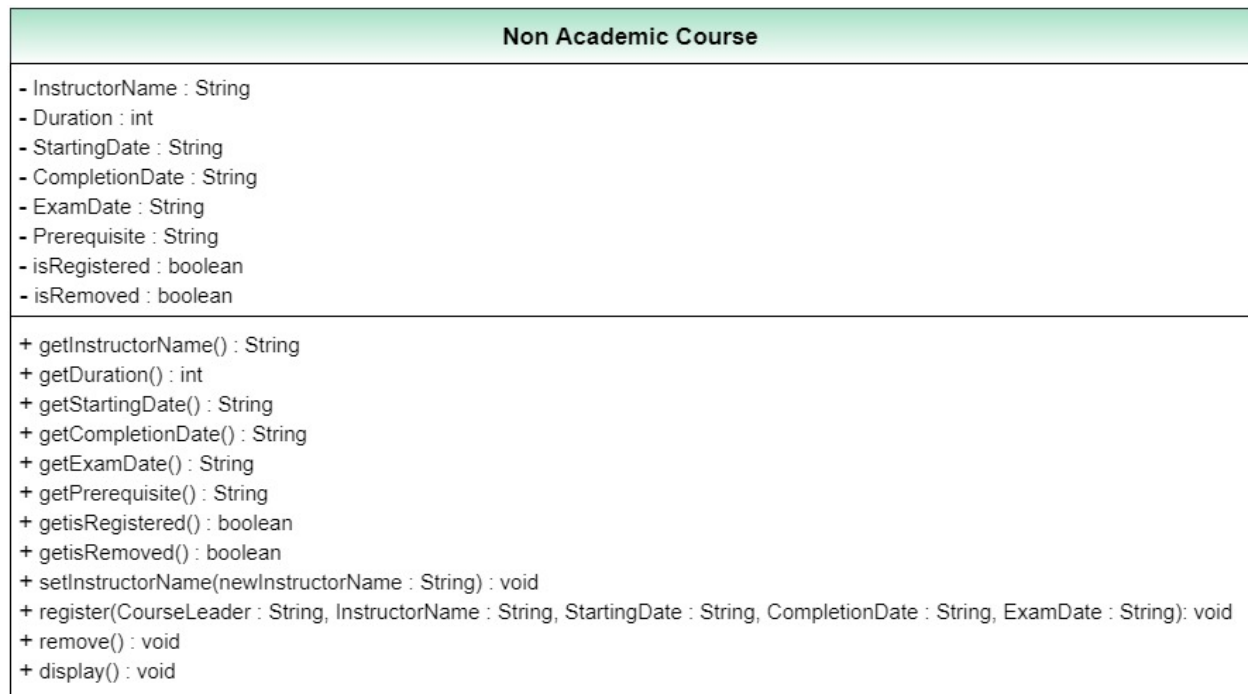 Non Academic Course
- InstructorName : String
- Duration : int
- StartingDate : String
- CompletionDate : String
- ExamDate : String
- Prerequisite : String
- isRegistered : boolean
- isRemoved : boolean
+ getInstructorName() : String
+ getDuration() : int
+ getStartingDate() : String
+ getCompletionDate() : String
+ getExamDate() : String
+ getPrerequisite() : String
+ getisRegistered() : boolean
+ getisRemoved() : boolean
+ setInstructorName(newInstructorName : String) : void
+ register(CourseLeader : String, InstructorName : String, StartingDate : String, CompletionDate : String, ExamDate : String): void
+ remove() : void
+ display() : void